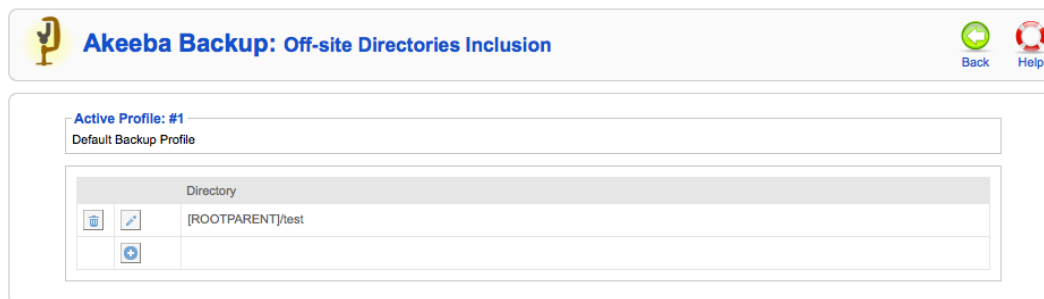 Akeeba Backup: Off-site Directories Inclusion
Back
Help
Active Profile: #1
Default Backup Profile
Directory
[ROOTPARENT]/test